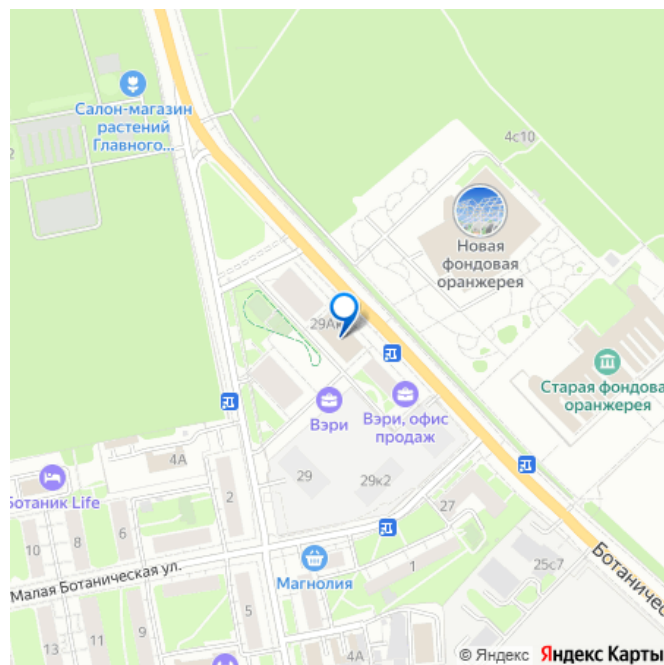 Салон-магазин
растений
Главного...
4с10
Новая
фондовая
оранжерея
29Ак
Старая фондова
оранжерея
Вэри
Вэри, офис
продаж
4А
29
29к2
Ботаник Life
2
27
10
8
6
25с7
Ботаничес
Малая Ботаническая ул.
Магнолия
1
13
11
9
5
4А
© Яндекс Яндекс Карты